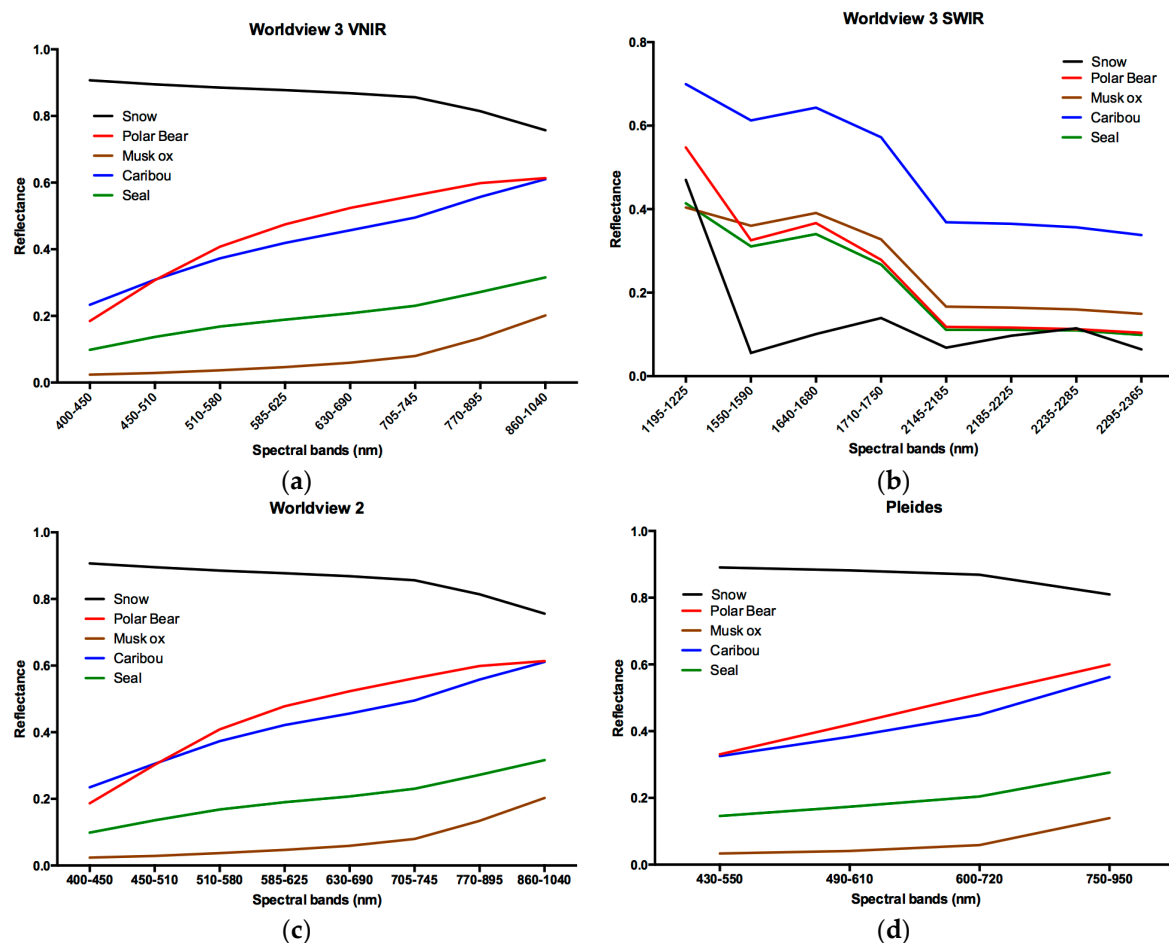 Worldview 3 VNIR
1.0
0.8
0.6
0.4
0.2
0.0
Reflectance
Snow
Polar Bear
Musk ox
Caribou
Seal
400-450
450-510
510-580
585-625
630-690
705-745
770-895
860-1040
Spectral bands (nm)
(a)
Worldview 3 SWIR
0.8
0.6
0.4
0.2
0.0
Reflectance
Snow
Polar Bear
Musk ox
Caribou
Seal
1195-1225
1550-1590
1640-1680
1710-1750
2145-2185
2185-2225
2235-2285
2295-2365
Spectral bands (nm)
(b)
Worldview 2
1.0
0.8
0.6
0.4
0.2
0.0
Reflectance
Snow
Polar Bear
Musk ox
Caribou
Seal
400-450
450-510
510-580
585-625
630-690
705-745
770-895
860-1040
Spectral bands (nm)
(c)
Pleides
1.0
0.8
0.6
0.4
0.2
0.0
Reflectance
Snow
Polar Bear
Musk ox
Caribou
Seal
430-550
490-610
600-720
750-950
Spectral bands (nm)
(d)